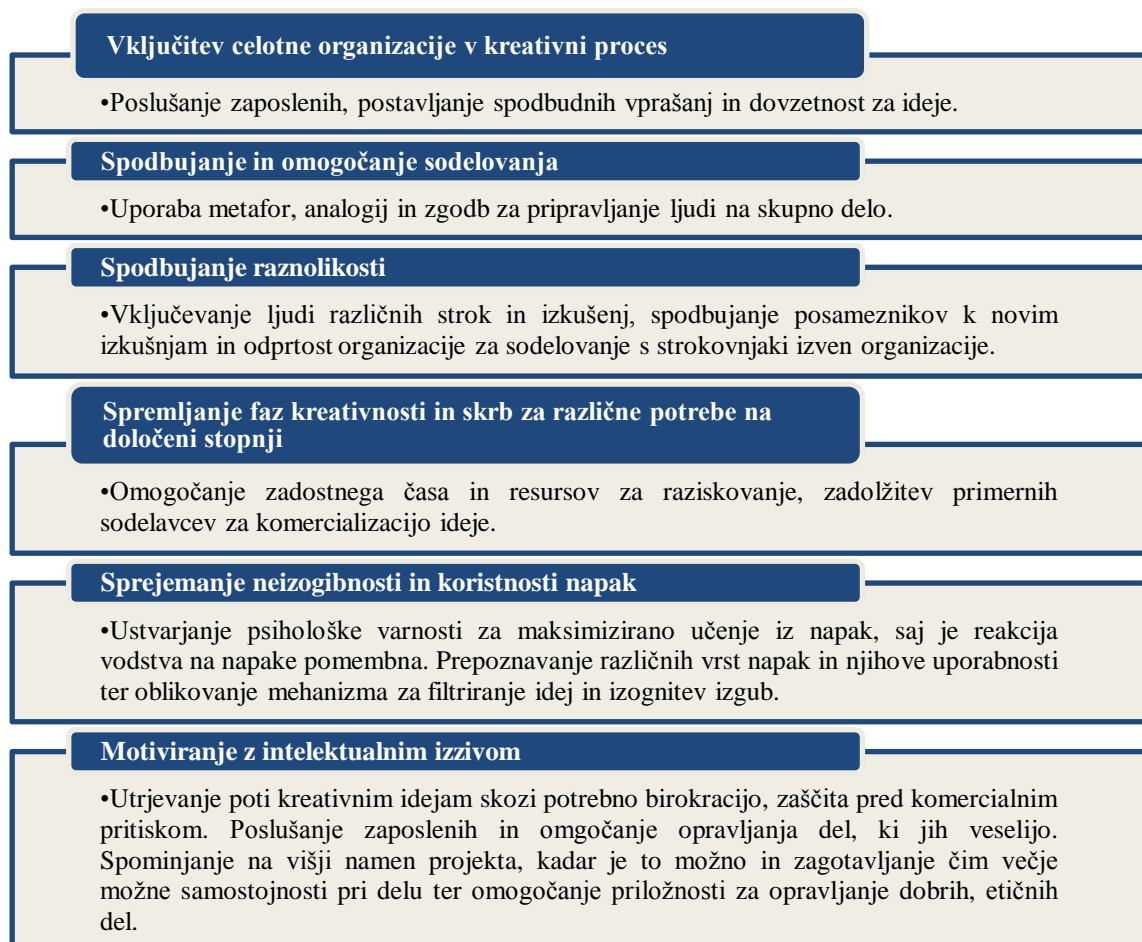 Vključitev celotne organizacije v kreativni proces
•Poslušanje zaposlenih, postavljanje spodbudnih vprašanj in dovzetnost za ideje.
Spodbujanje in omogočanje sodelovanja
•Uporaba metafor, analogij in zgodb za pripravljanje ljudi na skupno delo.
Spodbujanje raznolikosti
•Vključevanje ljudi različnih strok in izkušenj, spodbujanje posameznikov k novim
izkušnjam in odprtost organizacije za sodelovanje s strokovnjaki izven organizacije.
Spremljanje faz kreativnosti in skrb za različne potrebe na
določeni stopnji
•Omogočanje zadostnega časa in resursov za raziskovanje, zadolžitev primernih
sodelavcev za komercializacijo ideje.
Sprejemanje neizogibnosti in koristnosti napak
•Ustvarjanje psihološke varnosti za maksimizirano učenje iz napak, saj je reakcija
vodstva na napake pomembna. Prepoznavanje različnih vrst napak in njihove uporabnosti
ter oblikovanje mehanizma za filtriranje idej in izognitev izgub.
Motiviranje z intelektualnim izzivom
•Utrjevanje poti kreativnim idejam skozi potrebno birokracijo, zaščita pred komercialnim
pritiskom. Poslušanje zaposlenih in omgočanje opravljanja del, ki jih veselijo.
Spominjanje na višji namen projekta, kadar je to možno in zagotavljanje čim večje
možne samostojnosti pri delu ter omogočanje priložnosti za opravljanje dobrih, etičnih
del.